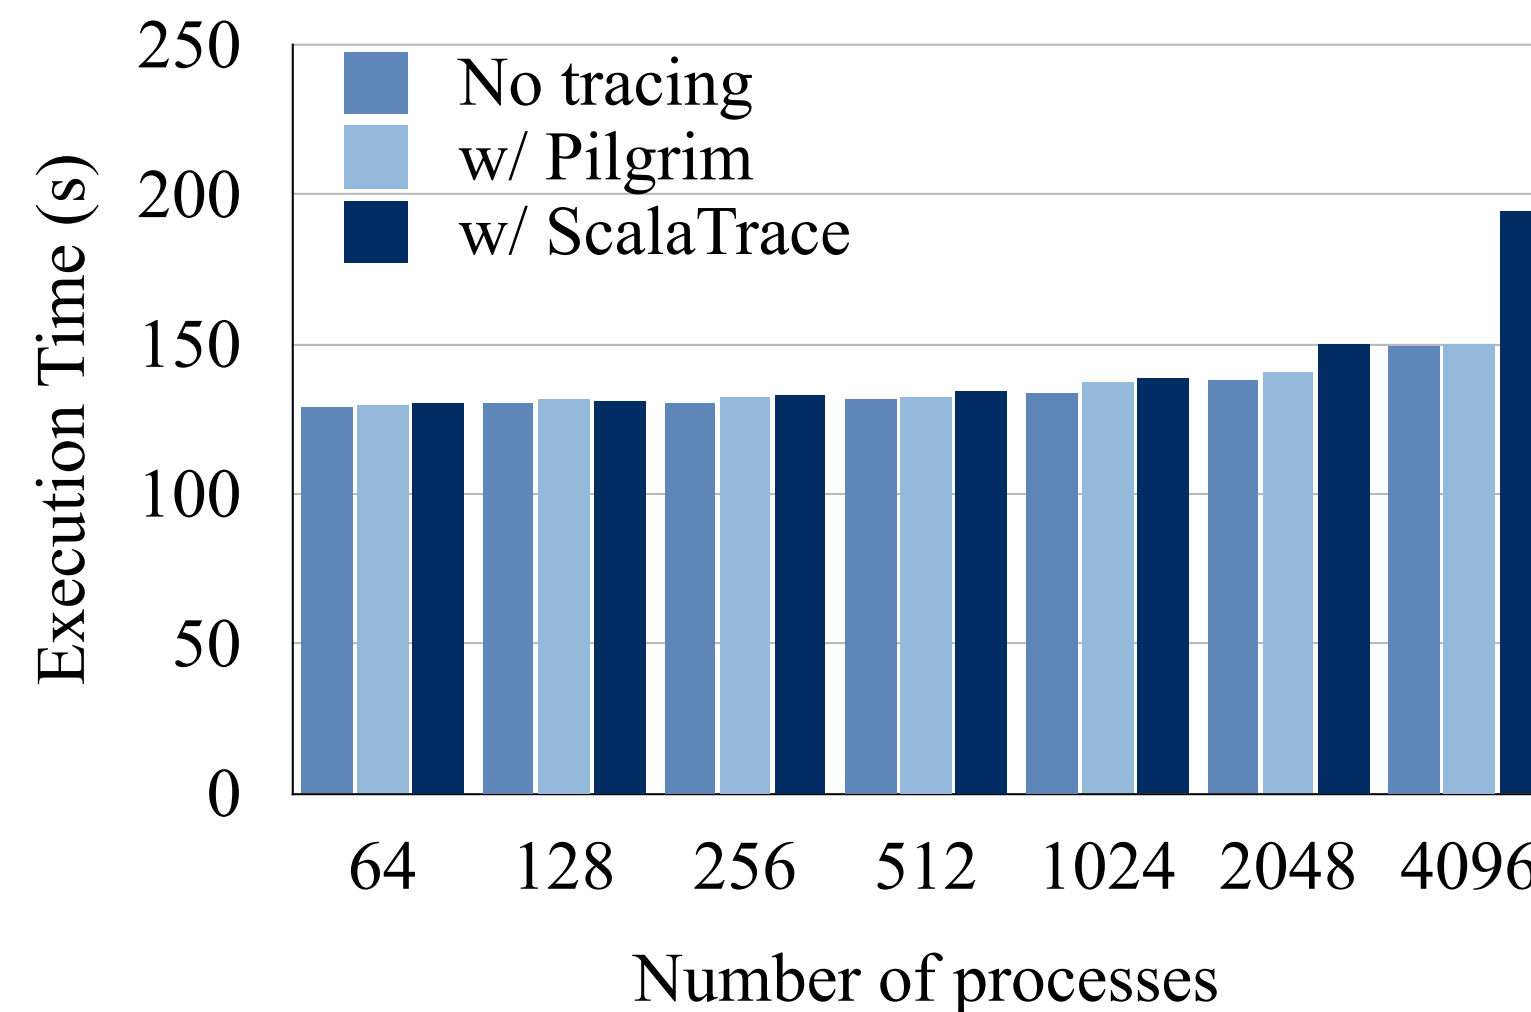 250
200
150
100
50
0
Execution Time (s)
No tracing
w/ Pilgrim
w/ ScalaTrace
64 128 256 512 1024 2048 4096
Number of processes